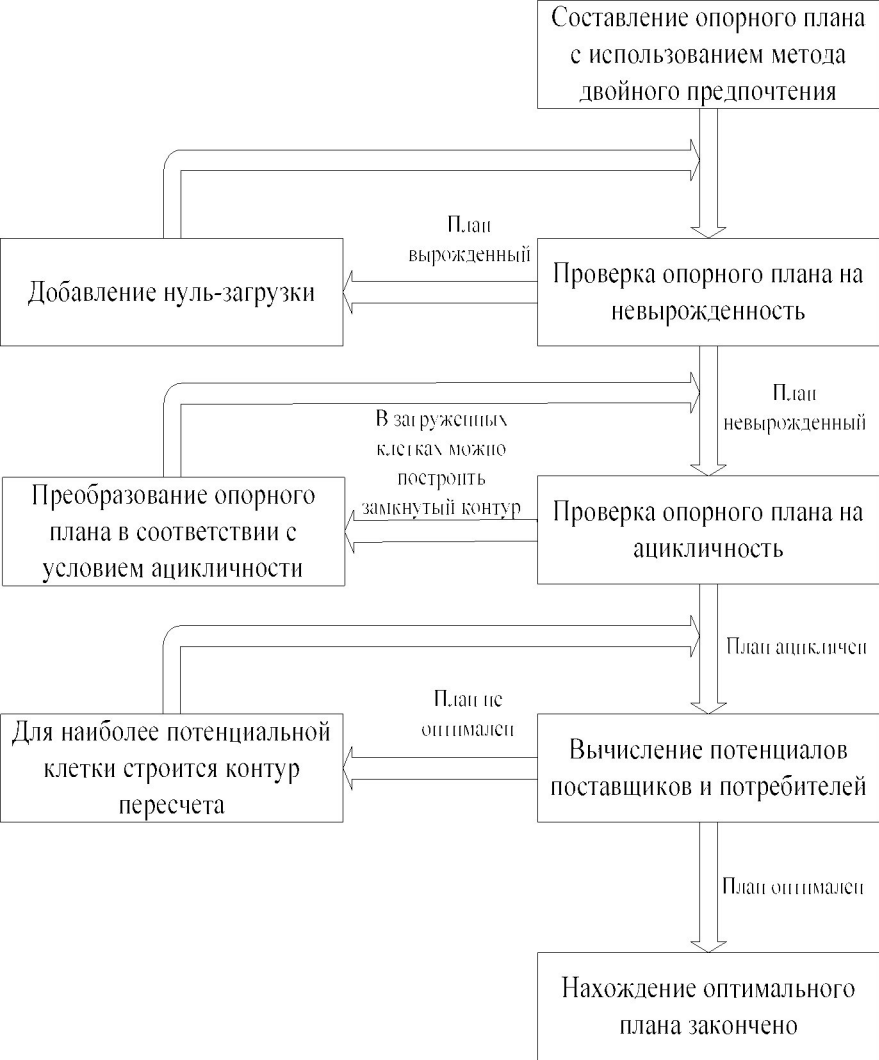 Составление опорного плана
с использованием метода
двойного предпочтения
План
вырожденный
Добавление нуль-загрузки
Проверка опорного плана на
невырожденность
План
невырожденный
В загруженных
клетках можно
построить
замкнутый контур
Преобразование опорного
плана в соответствии с
условием ацикличности
Проверка опорного плана на
ацикличность
План ацикличен
План не
оптимален
Для наиболее потенциальной
клетки строится контур
пересчета
Вычисление потенциалов
поставщиков и потребителей
План оптимален
Нахождение оптимального
плана закончено